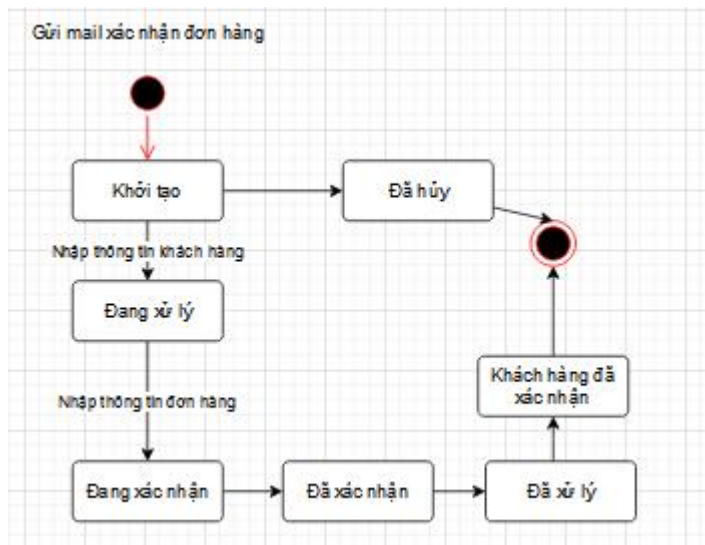 Gửi mail xác nhận đơn hàng
Khởi tạo
Đã hủy
Nhập thông tin khách hàng
Đang xử lý
Khách hàng đã
xác nhận
Nhập thông tin đơn hàng
Đang xác nhận
Đã xác nhận
Đã xử lý